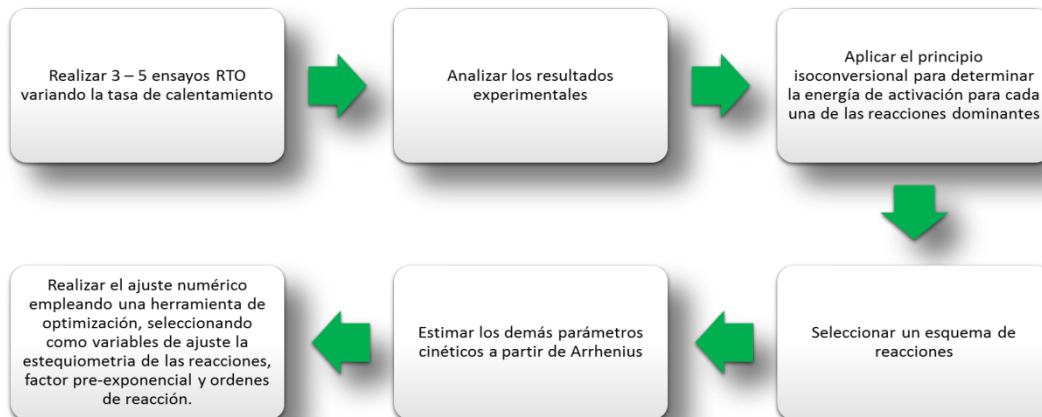 Realizar 3 – 5 ensayos RTO
variando la tasa de calentamiento
Analizar los resultados
experimentales
Aplicar el principio
isoconversional para determinar
la energía de activación para cada
una de las reacciones dominantes
Seleccionar un esquema de
reacciones
Estimar los demás parámetros
cinéticos a partir de Arrhenius
Realizar el ajuste numérico
empleando una herramienta de
optimización, seleccionando
como variables de ajuste la
estequiometria de las reacciones,
factor pre-exponencial y ordenes
de reacción.